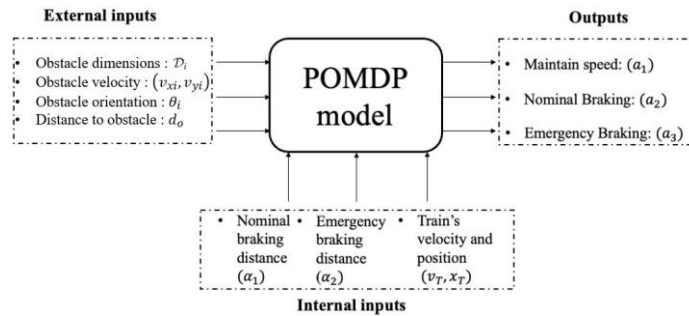 External inputs
• Obstacle dimensions : 𝒟ᵢ
• Obstacle velocity : (vₓᵢ, vᵧᵢ)
• Obstacle orientation : θᵢ
• Distance to obstacle : dₒ
POMDP
model
Outputs
• Maintain speed: (a₁)
• Nominal Braking: (a₂)
• Emergency Braking: (a₃)
• Nominal
braking
distance
(α₁)
• Emergency
braking
distance
(α₂)
• Train's
velocity and
position
(v_T, x_T)
Internal inputs